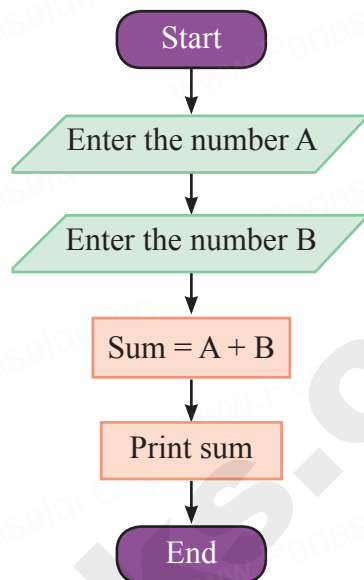 Start
Enter the number A
Enter the number B
Sum = A + B
Print sum
End